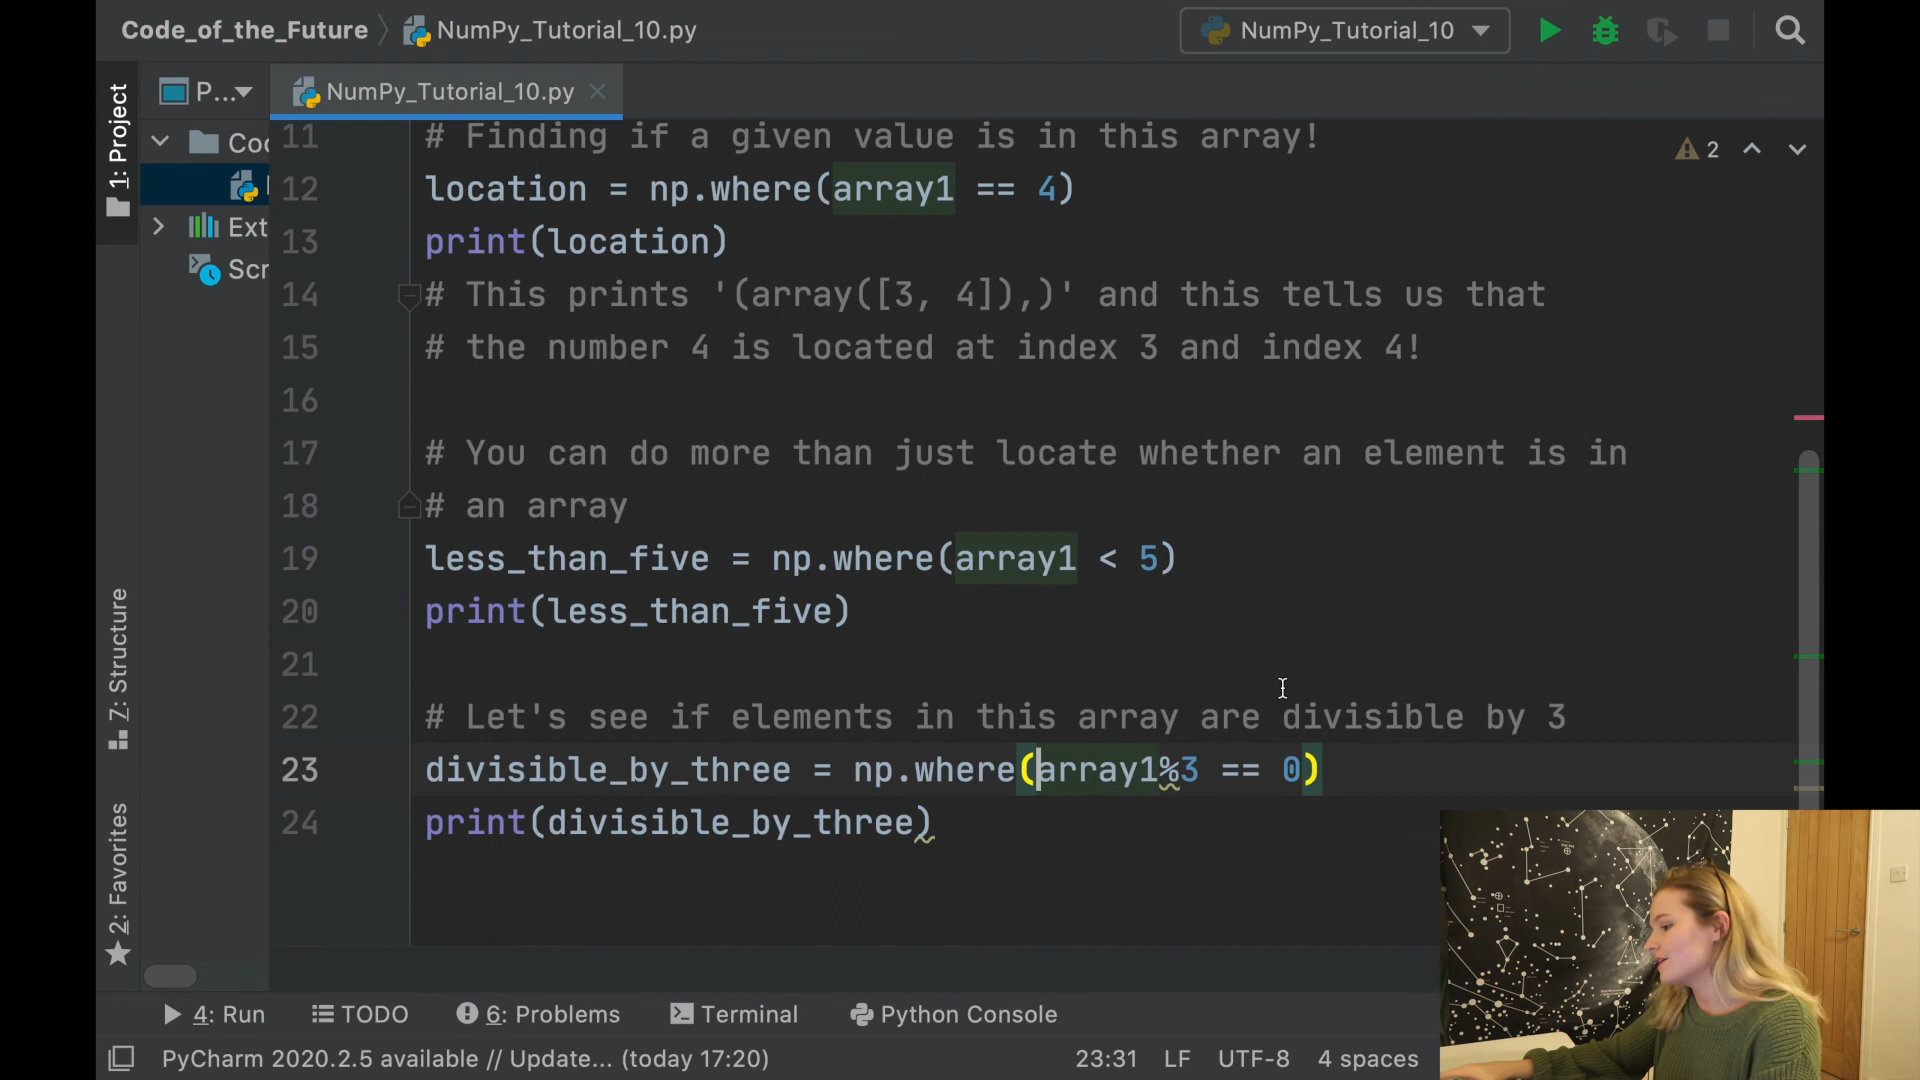 Code_of_the_Future
NumPy_Tutorial_10.py
NumPy_Tutorial_10
1: Project
P...
NumPy_Tutorial_10.py
Ext
Scr
2
11 # Finding if a given value is in this array!
12 location = np.where(array1 == 4)
13 print(location)
14 # This prints '(array([3, 4]),)' and this tells us that
15 # the number 4 is located at index 3 and index 4!
16
17 # You can do more than just locate whether an element is in
18 # an array
19 less_than_five = np.where(array1 < 5)
20 print(less_than_five)
21
22 # Let's see if elements in this array are divisible by 3
23 divisible_by_three = np.where(array1%3 == 0)
24 print(divisible_by_three)
7: Structure
2: Favorites
4: Run
TODO
6: Problems
Terminal
Python Console
PyCharm 2020.2.5 available // Update... (today 17:20)
23:31
LF
UTF-8
4 spaces